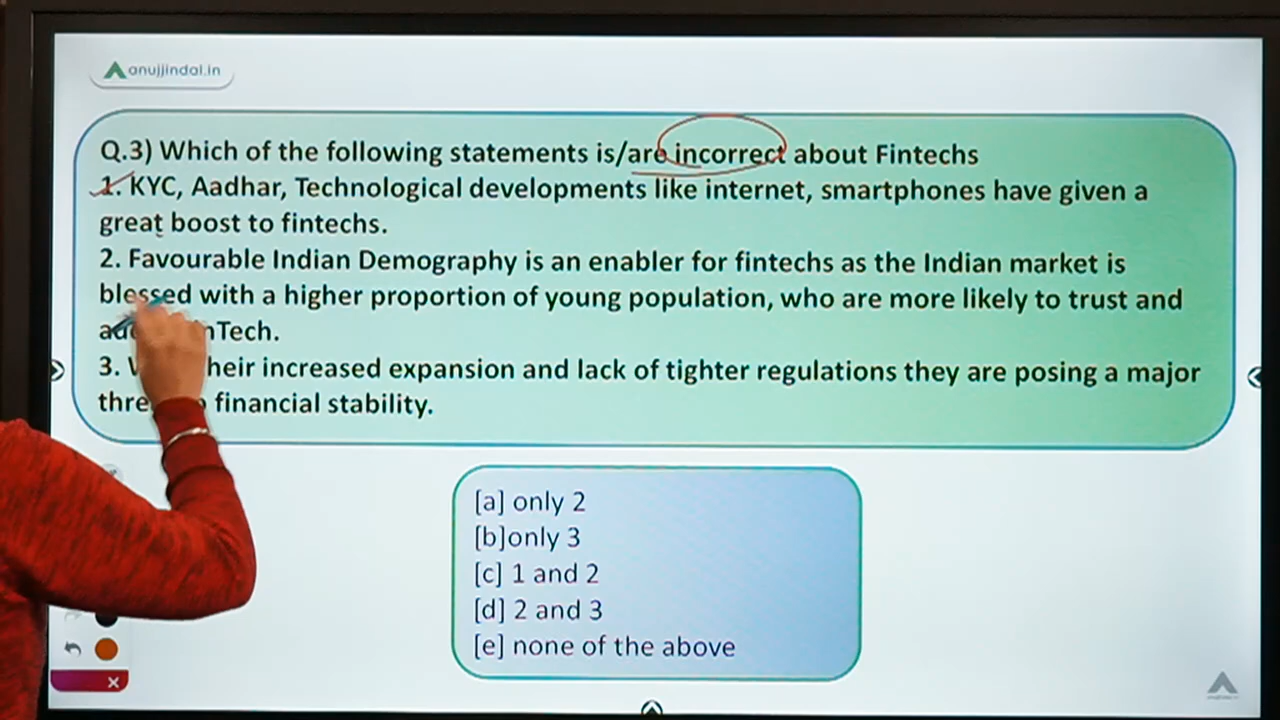 anujjindal.in
Q.3) Which of the following statements is/are incorrect about Fintechs
1. KYC, Aadhar, Technological developments like internet, smartphones have given a
great boost to fintechs.
2. Favourable Indian Demography is an enabler for fintechs as the Indian market is
blessed with a higher proportion of young population, who are more likely to trust and
Tech.
3. their increased expansion and lack of tighter regulations they are posing a major
financial stability.
[a] only 2
[b]only 3
[c] 1 and 2
[d] 2 and 3
[e] none of the above